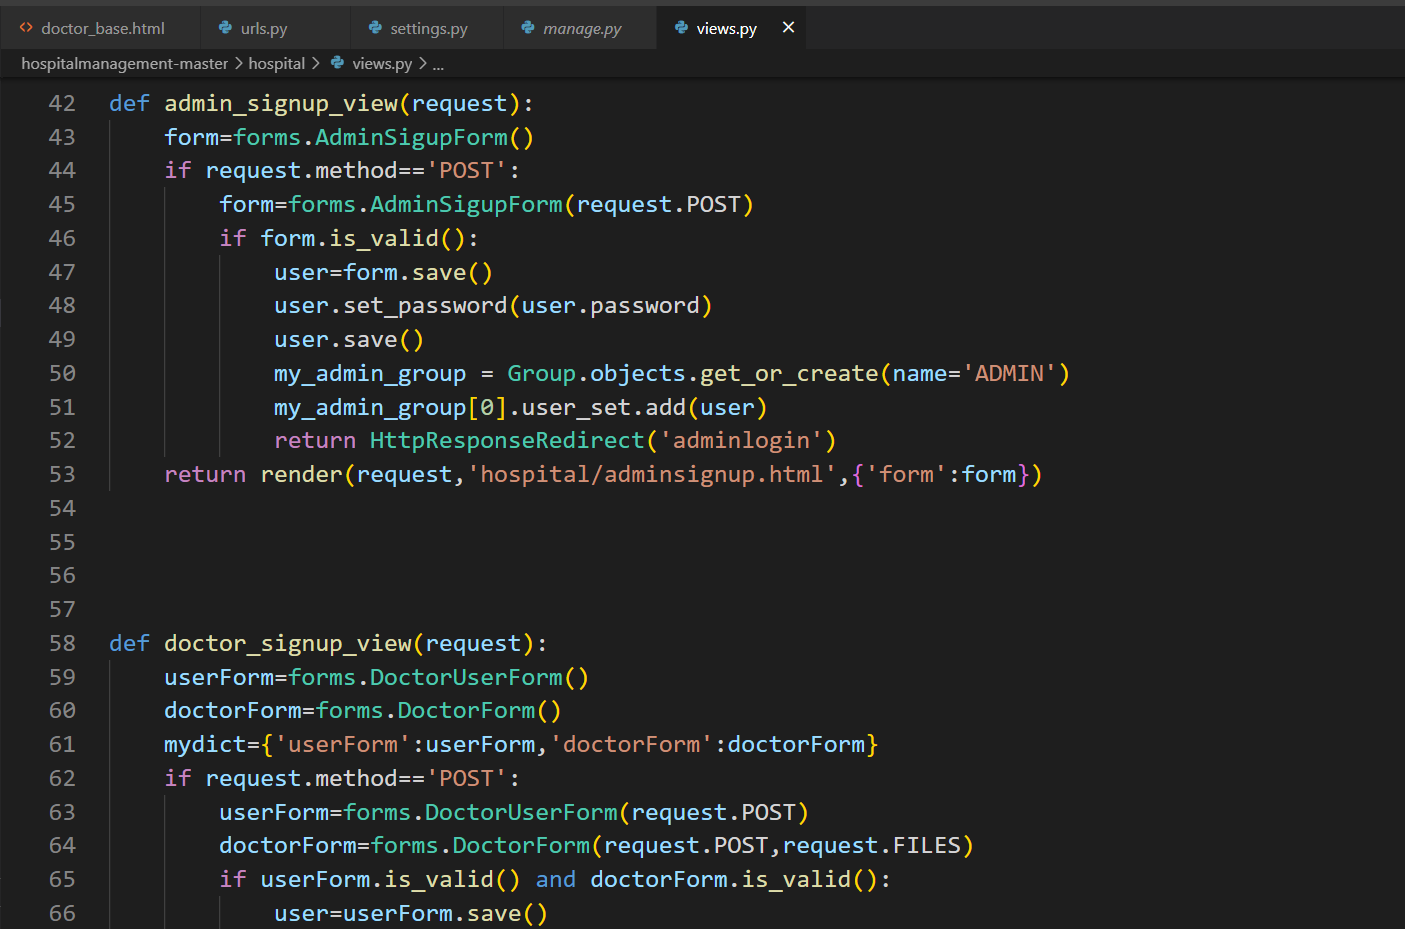 doctor_base.html urls.py settings.py manage.py views.py
hospitalmanagement-master > hospital > views.py > ...
42 def admin_signup_view(request):
43     form=forms.AdminSigupForm()
44     if request.method=='POST':
45         form=forms.AdminSigupForm(request.POST)
46         if form.is_valid():
47             user=form.save()
48             user.set_password(user.password)
49             user.save()
50             my_admin_group = Group.objects.get_or_create(name='ADMIN')
51             my_admin_group[0].user_set.add(user)
52             return HttpResponseRedirect('adminlogin')
53     return render(request,'hospital/adminsignup.html',{'form':form})
54
55
56
57
58 def doctor_signup_view(request):
59     userForm=forms.DoctorUserForm()
60     doctorForm=forms.DoctorForm()
61     mydict={'userForm':userForm,'doctorForm':doctorForm}
62     if request.method=='POST':
63         userForm=forms.DoctorUserForm(request.POST)
64         doctorForm=forms.DoctorForm(request.POST,request.FILES)
65         if userForm.is_valid() and doctorForm.is_valid():
66             user=userForm.save()